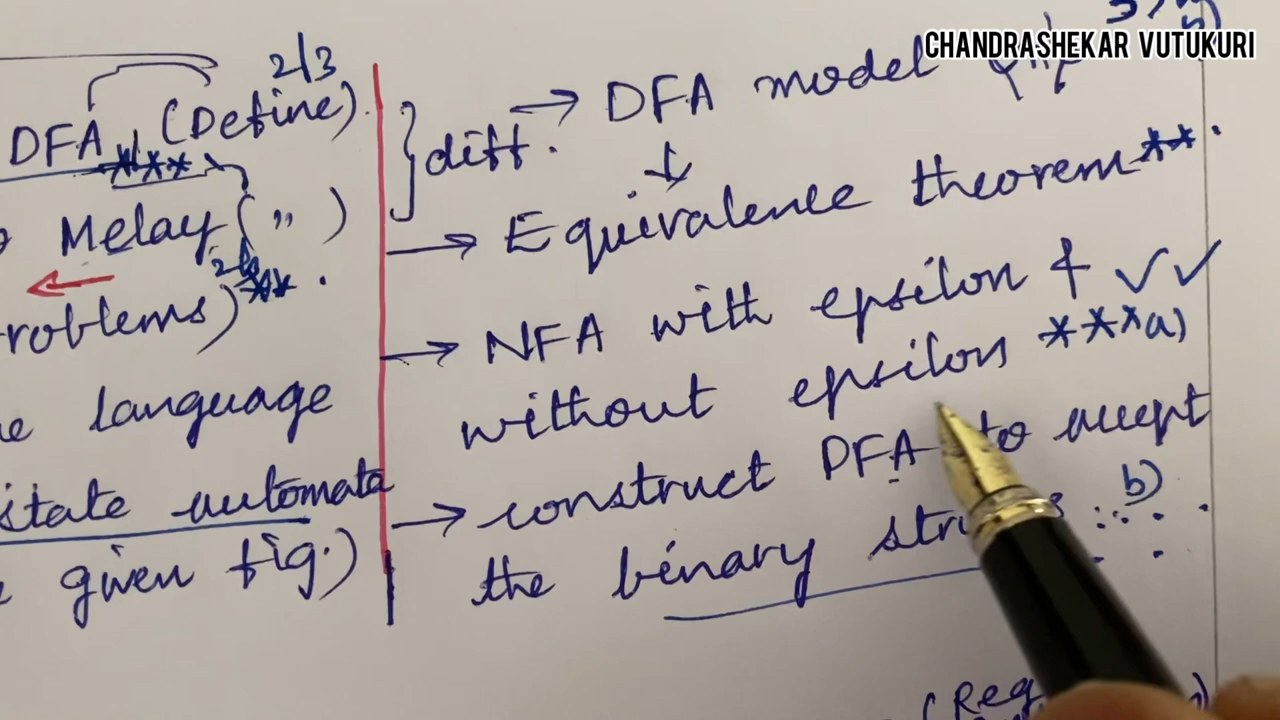 CHANDRASHEKAR VUTUKURI
2/3
DFA (Define).
Melay ( " )
roblems) ** .
language
state automata
given fig.)
} diff. → DFA model
→ Equivalence theorem **.
→ NFA with epsilon & ✓✓
without epsilon *** a)
→ construct DFA to accept
the binary b)
(Reg